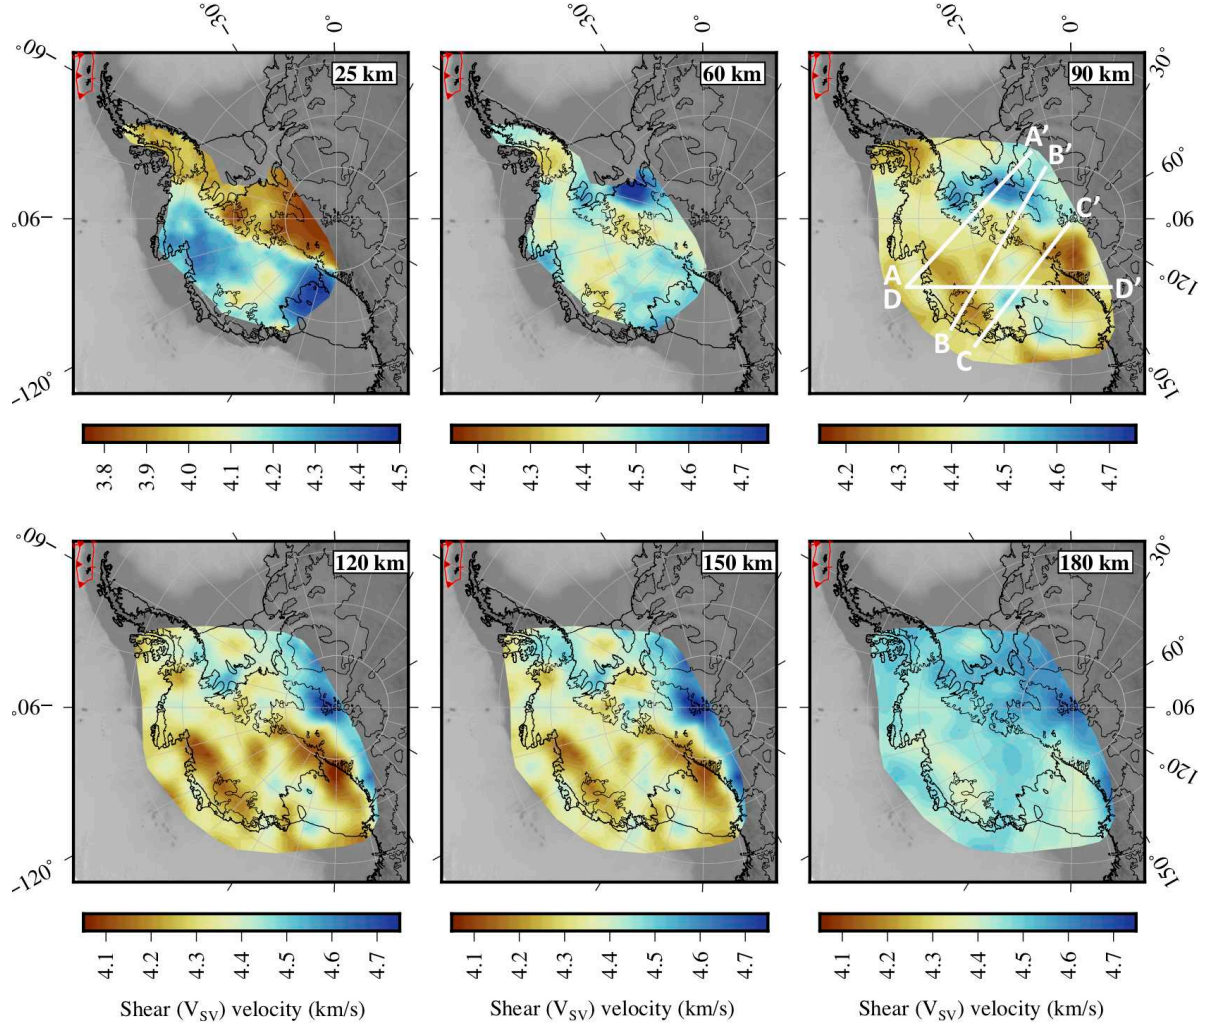 −30° 0° −30° 0° −30° 0°
−60° 25 km 60 km 90 km 30°
A’
B’
60°
C’
−90° 90°
A
D D’ 120°
B
C
−120° 150°
3.8 3.9 4.0 4.1 4.2 4.3 4.4 4.5 4.2 4.3 4.4 4.5 4.6 4.7 4.2 4.3 4.4 4.5 4.6 4.7
−60° 120 km 150 km 180 km 30°
60°
−90° 90°
120°
−120° 150°
4.1 4.2 4.3 4.4 4.5 4.6 4.7 4.1 4.2 4.3 4.4 4.5 4.6 4.7 4.1 4.2 4.3 4.4 4.5 4.6 4.7
Shear (V_SV) velocity (km/s) Shear (V_SV) velocity (km/s) Shear (V_SV) velocity (km/s)